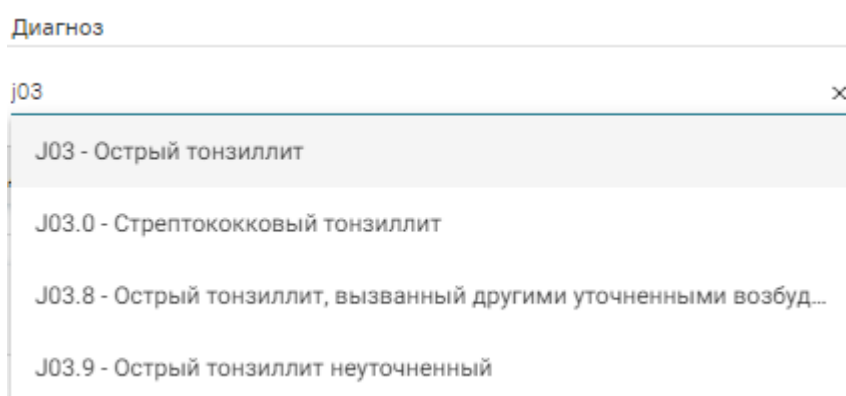 Диагноз
j03 ×
J03 - Острый тонзиллит
J03.0 - Стрептококковый тонзиллит
J03.8 - Острый тонзиллит, вызванный другими уточненными возбуд...
J03.9 - Острый тонзиллит неуточненный